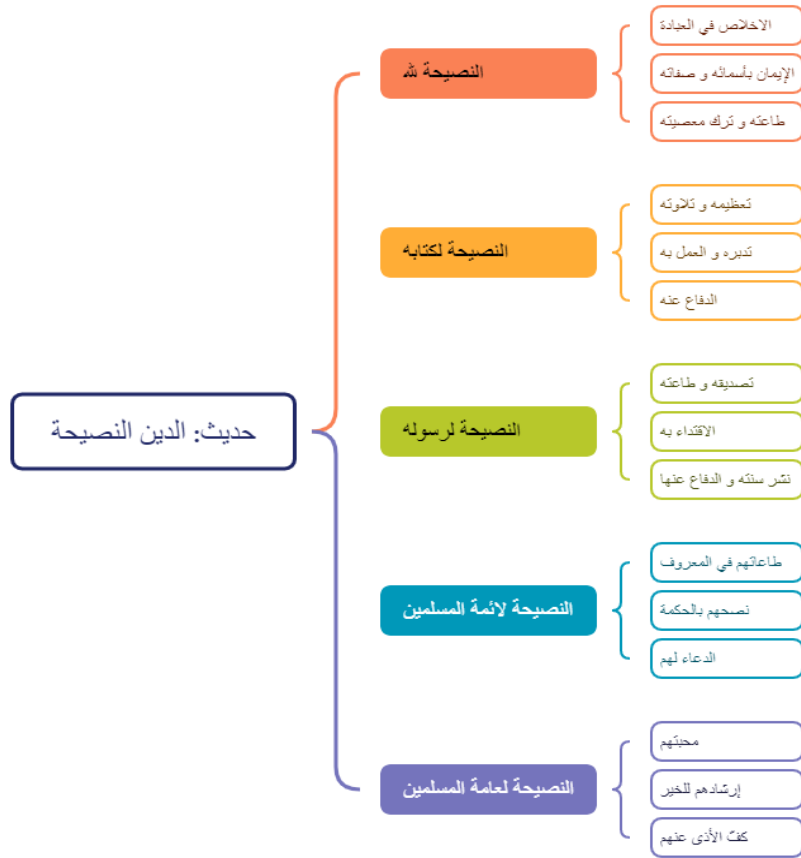 حديث: الدين النصيحة
النصيحة لله
الاخلاص في العبادة
الإيمان بأسمائه و صفاته
طاعته و ترك معصيته
النصيحة لكتابه
تعظيمه و تلاوته
تدبره و العمل به
الدفاع عنه
النصيحة لرسوله
تصديقه و طاعته
الاقتداء به
نشر سنته و الدفاع عنها
النصيحة لائمة المسلمين
طاعاتهم في المعروف
نصحهم بالحكمة
الدعاء لهم
النصيحة لعامة المسلمين
محبتهم
إرشادهم للخير
كفّ الأذى عنهم